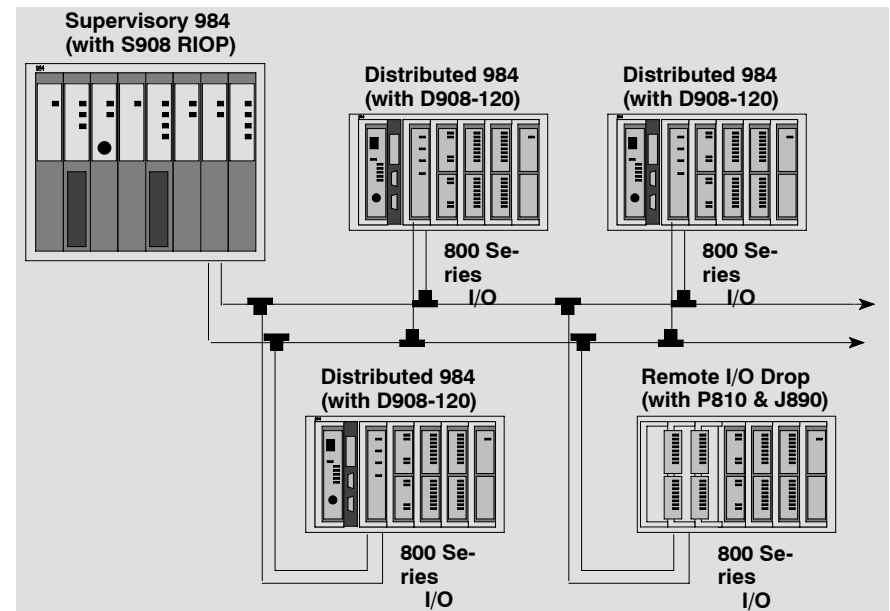 Supervisory 984
(with S908 RIOP)
Distributed 984
(with D908-120)
Distributed 984
(with D908-120)
800 Se-
ries
I/O
800 Se-
ries
I/O
Distributed 984
(with D908-120)
Remote I/O Drop
(with P810 & J890)
800 Se-
ries
I/O
800 Se-
ries
I/O